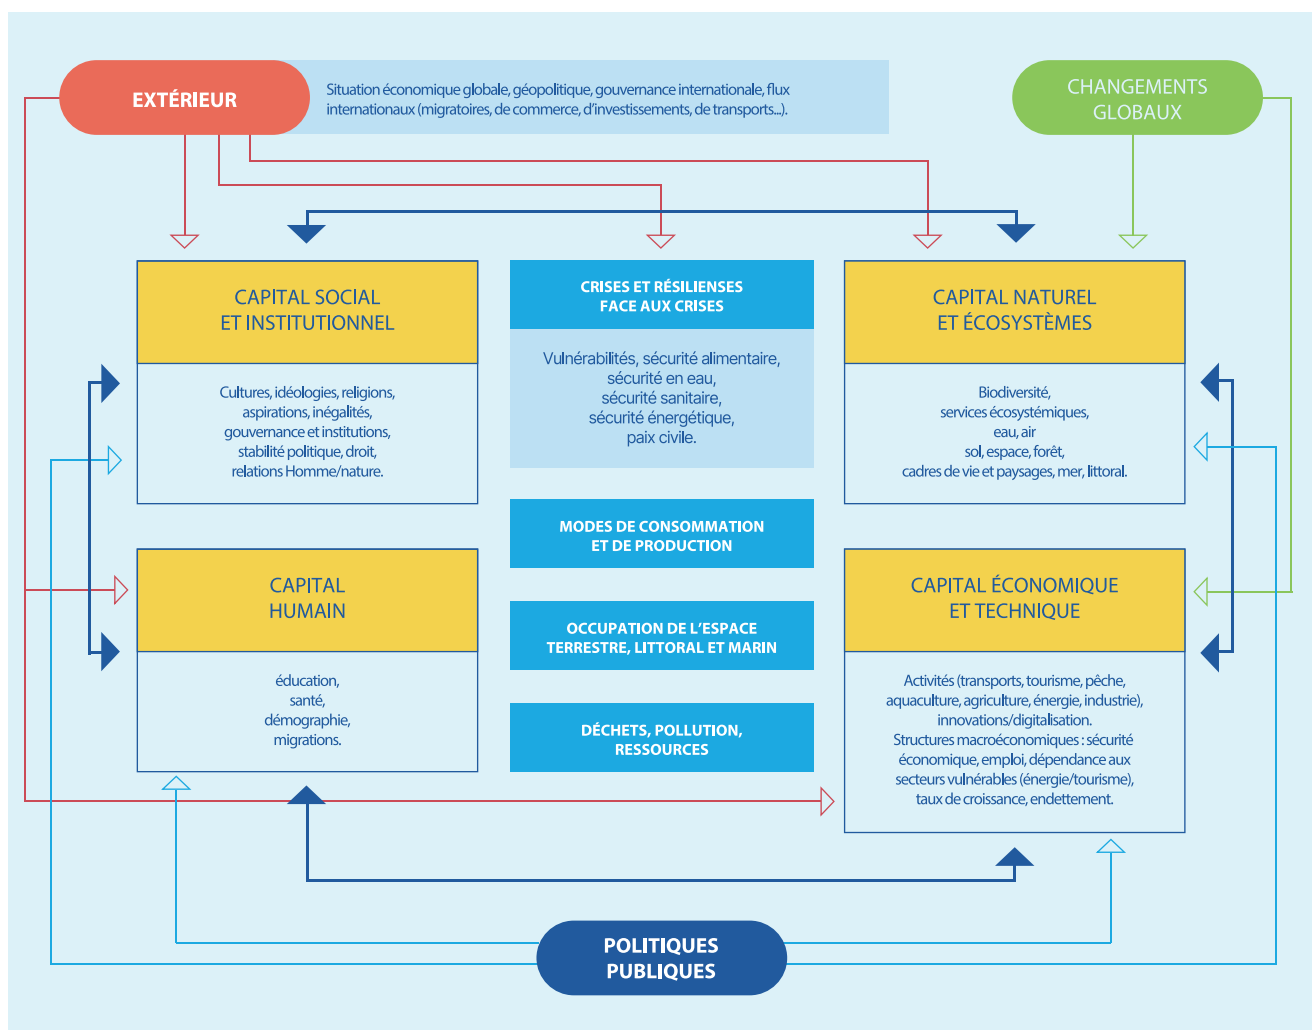 EXTÉRIEUR
Situation économique globale, géopolitique, gouvernance internationale, flux
internationaux (migratoires, de commerce, d’investissements, de transports...).
CHANGEMENTS
GLOBAUX
CAPITAL SOCIAL
ET INSTITUTIONNEL
Cultures, idéologies, religions,
aspirations, inégalités,
gouvernance et institutions,
stabilité politique, droit,
relations Homme/nature.
CRISES ET RÉSILIENSES
FACE AUX CRISES
Vulnérabilités, sécurité alimentaire,
sécurité en eau,
sécurité sanitaire,
sécurité énergétique,
paix civile.
CAPITAL NATUREL
ET ÉCOSYSTÈMES
Biodiversité,
services écosystémiques,
eau, air
sol, espace, forêt,
cadres de vie et paysages, mer, littoral.
MODES DE CONSOMMATION
ET DE PRODUCTION
CAPITAL
HUMAIN
éducation,
santé,
démographie,
migrations.
OCCUPATION DE L’ESPACE
TERRESTRE, LITTORAL ET MARIN
DÉCHETS, POLLUTION,
RESSOURCES
CAPITAL ÉCONOMIQUE
ET TECHNIQUE
Activités (transports, tourisme, pêche,
aquaculture, agriculture, énergie, industrie),
innovations/digitalisation.
Structures macroéconomiques : sécurité
économique, emploi, dépendance aux
secteurs vulnérables (énergie/tourisme),
taux de croissance, endettement.
POLITIQUES
PUBLIQUES